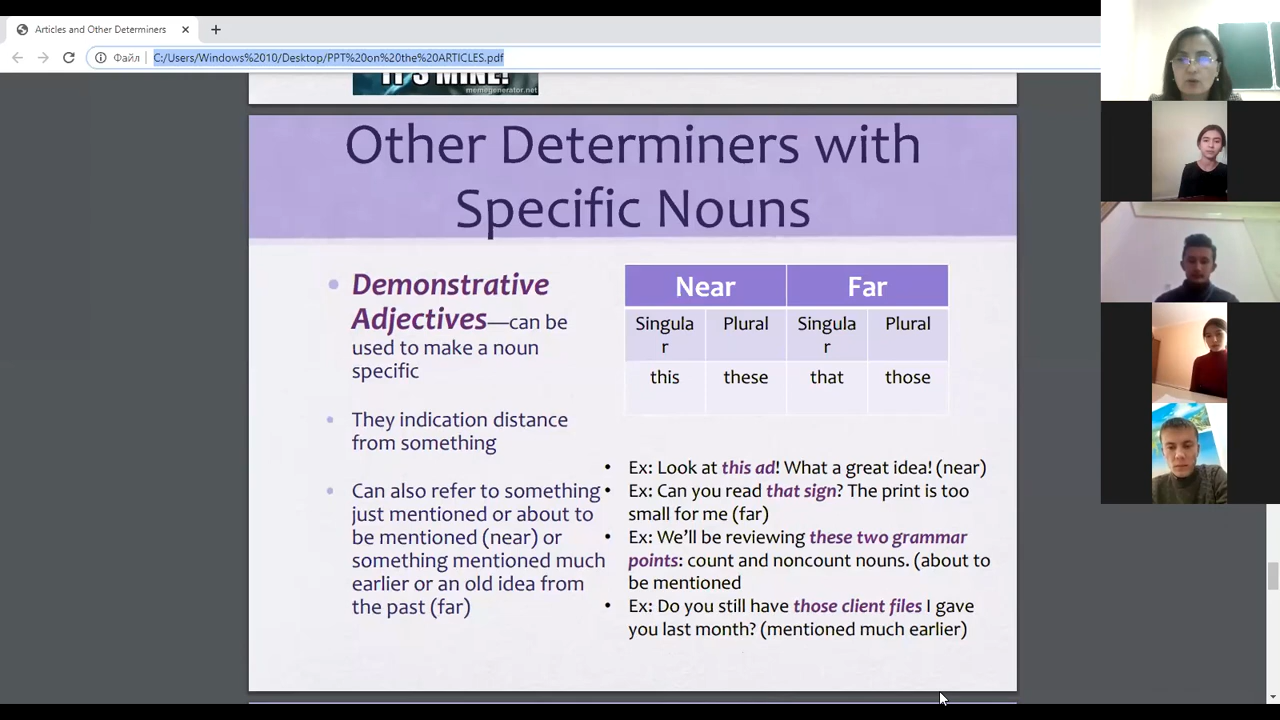 Articles and Other Determiners
Файл
C:/Users/Windows%2010/Desktop/PPT%20on%20the%20ARTICLES.pdf
IT'S MINE!
memegenerator.net
Other Determiners with
Specific Nouns
• Demonstrative
Adjectives—can be
used to make a noun
specific
• They indication distance
from something
• Can also refer to something
just mentioned or about to
be mentioned (near) or
something mentioned much
earlier or an old idea from
the past (far)
Near Far
Singula Plural Singula Plural
r r
this these that those
• Ex: Look at this ad! What a great idea! (near)
• Ex: Can you read that sign? The print is too
small for me (far)
• Ex: We'll be reviewing these two grammar
points: count and noncount nouns. (about to
be mentioned
• Ex: Do you still have those client files I gave
you last month? (mentioned much earlier)